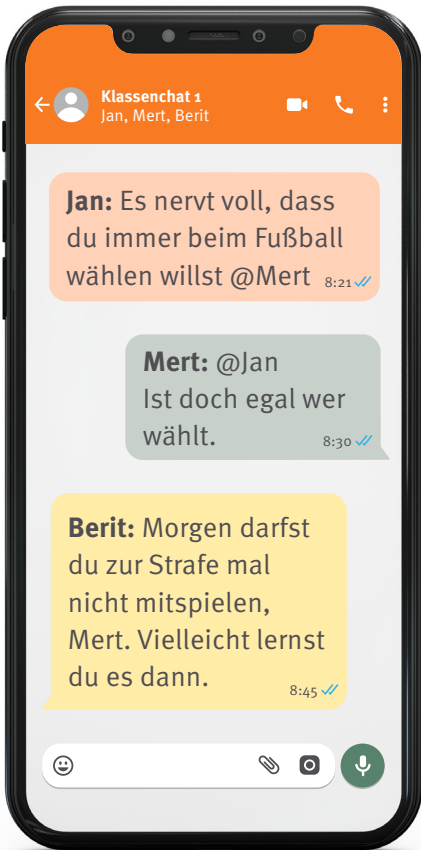 Klassenchat 1
Jan, Mert, Berit
Jan: Es nervt voll, dass
du immer beim Fußball
wählen willst @Mert
8:21
Mert: @Jan
Ist doch egal wer
wählt.
8:30
Berit: Morgen darfst
du zur Strafe mal
nicht mitspielen,
Mert. Vielleicht lernst
du es dann.
8:45